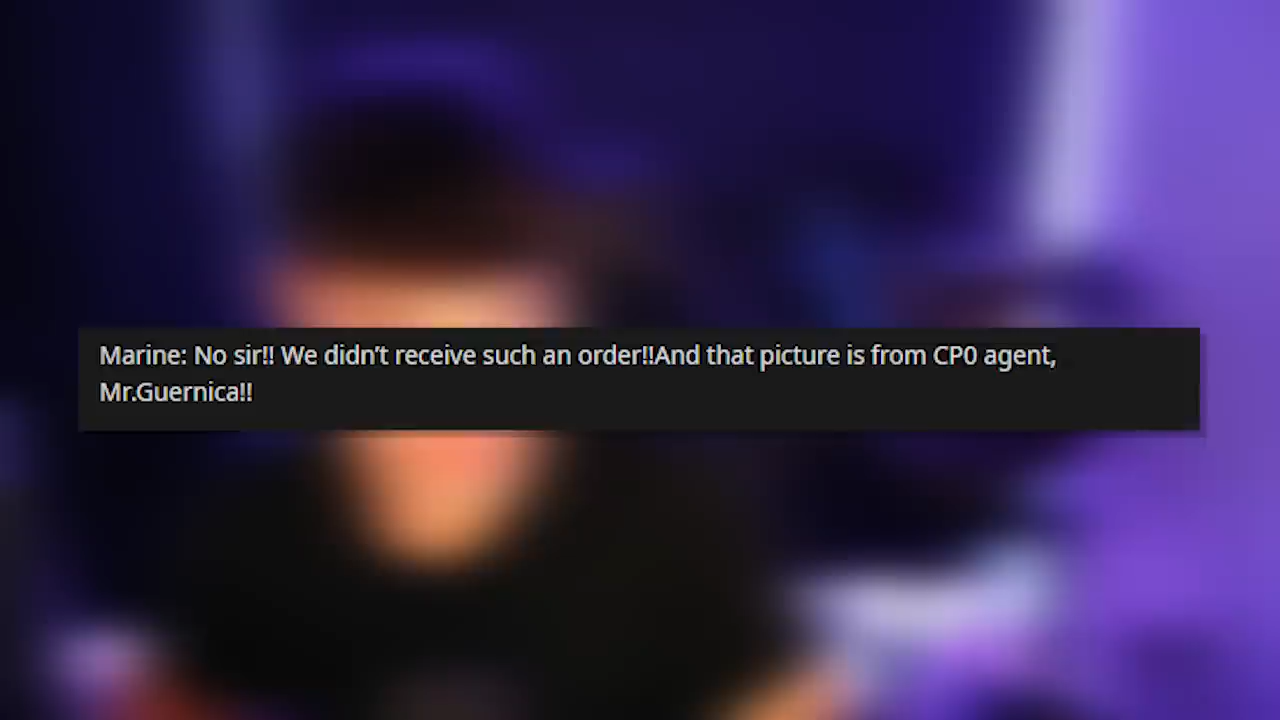 Marine: No sir!! We didn’t receive such an order!!And that picture is from CP0 agent,
Mr.Guernica!!